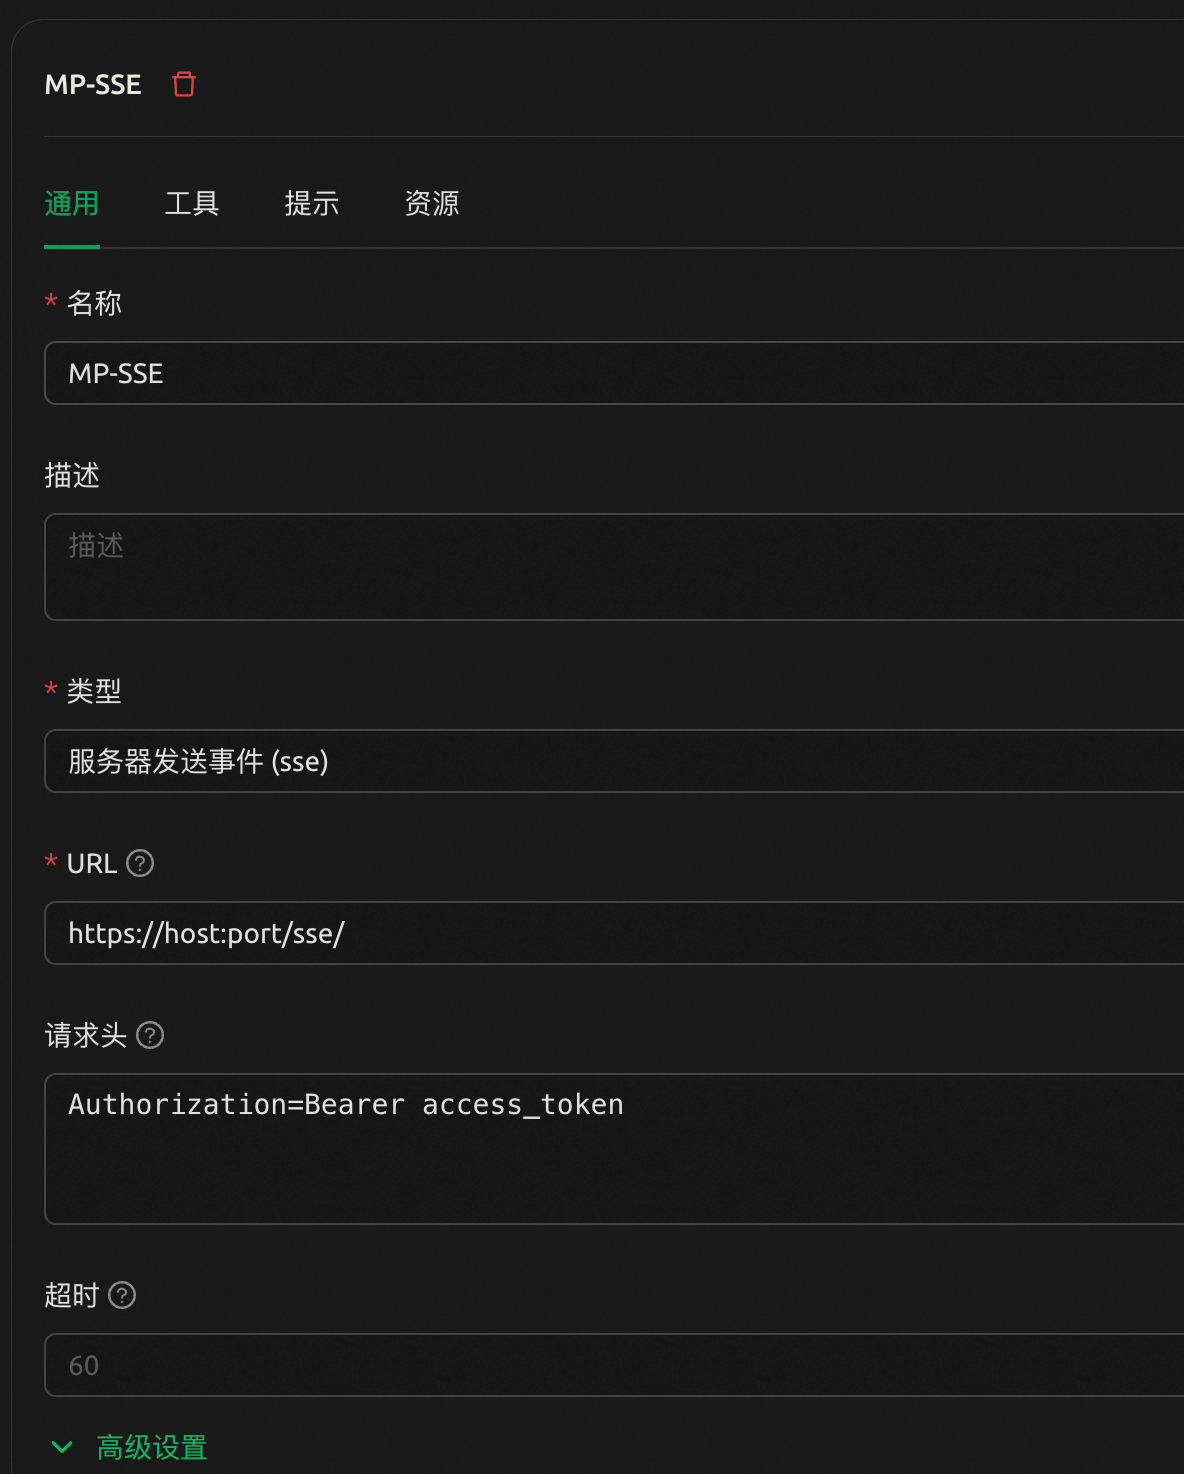 MP-SSE
通用 工具 提示 资源
* 名称
MP-SSE
描述
描述
* 类型
服务器发送事件 (sse)
* URL ?
https://host:port/sse/
请求头 ?
Authorization=Bearer access_token
超时 ?
60
高级设置